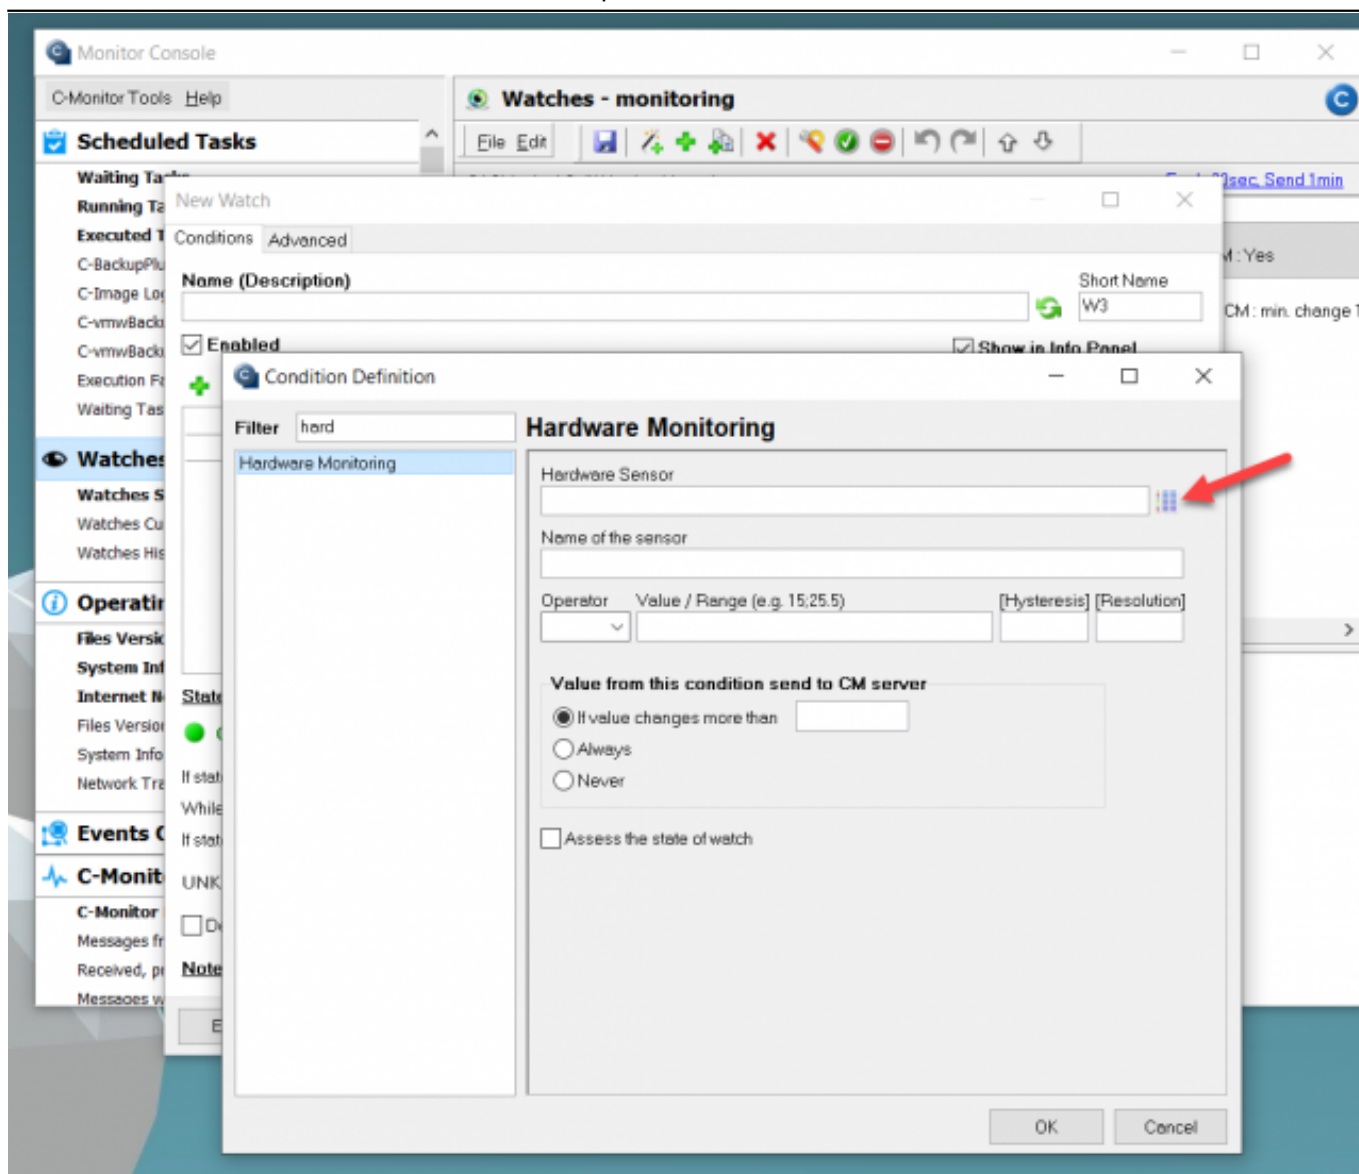 Monitor Console
C-Monitor Tools Help
Watches - monitoring
File Edit
Scheduled Tasks
Waiting
Running
Executed
C-BackupPlu
C-Image Log
Execution
Waiting Tas
sec, Send 1min
New Watch
Conditions Advanced
Name (Description)
Short Name
W3
M : Yes
CM : min. change 1
Enabled
Show in Info Panel
Condition Definition
Filter hard
Hardware Monitoring
Hardware Monitoring
Hardware Sensor
Name of the sensor
Operator Value / Range (e.g. 15;25.5) [Hysteresis] [Resolution]
Value from this condition send to CM server
If value changes more than
Always
Never
Assess the state of watch
OK Cancel
Watches
Watches S
Watches Cu
Watches His
Operatin
Files Versio
System Inf
Internet N
Files Version
System Info
Network Tra
Events
C-Monit
C-Monitor
Messages fr
Received, p
Messages w
State
If stat
While
If stat
UNK
Note